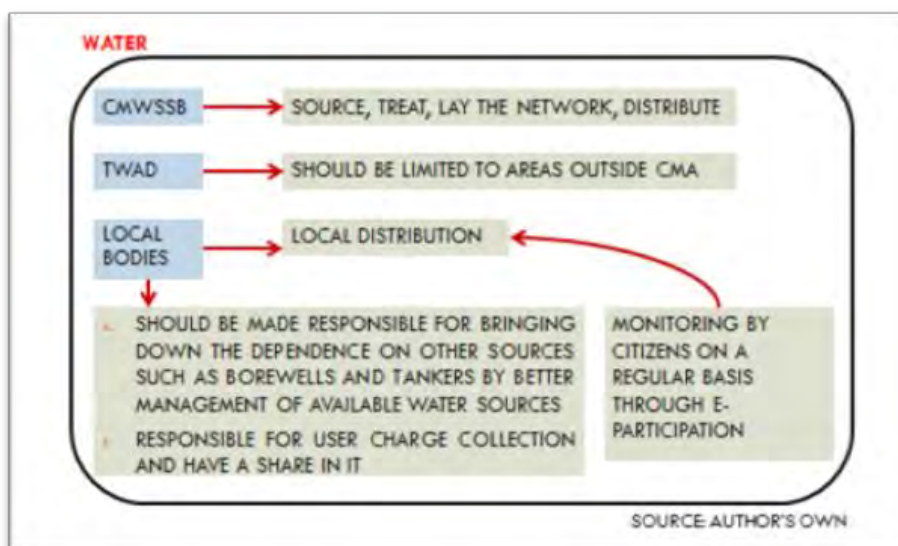 WATER
CMWSSB
SOURCE, TREAT, LAY THE NETWORK, DISTRIBUTE
TWAD
SHOULD BE LIMITED TO AREAS OUTSIDE CMA
LOCAL
BODIES
LOCAL DISTRIBUTION
SHOULD BE MADE RESPONSIBLE FOR BRINGING
DOWN THE DEPENDENCE ON OTHER SOURCES
SUCH AS BOREWELLS AND TANKERS BY BETTER
MANAGEMENT OF AVAILABLE WATER SOURCES
RESPONSIBLE FOR USER CHARGE COLLECTION
AND HAVE A SHARE IN IT
MONITORING BY
CITIZENS ON A
REGULAR BASIS
THROUGH E-
PARTICIPATION
SOURCE: AUTHOR'S OWN